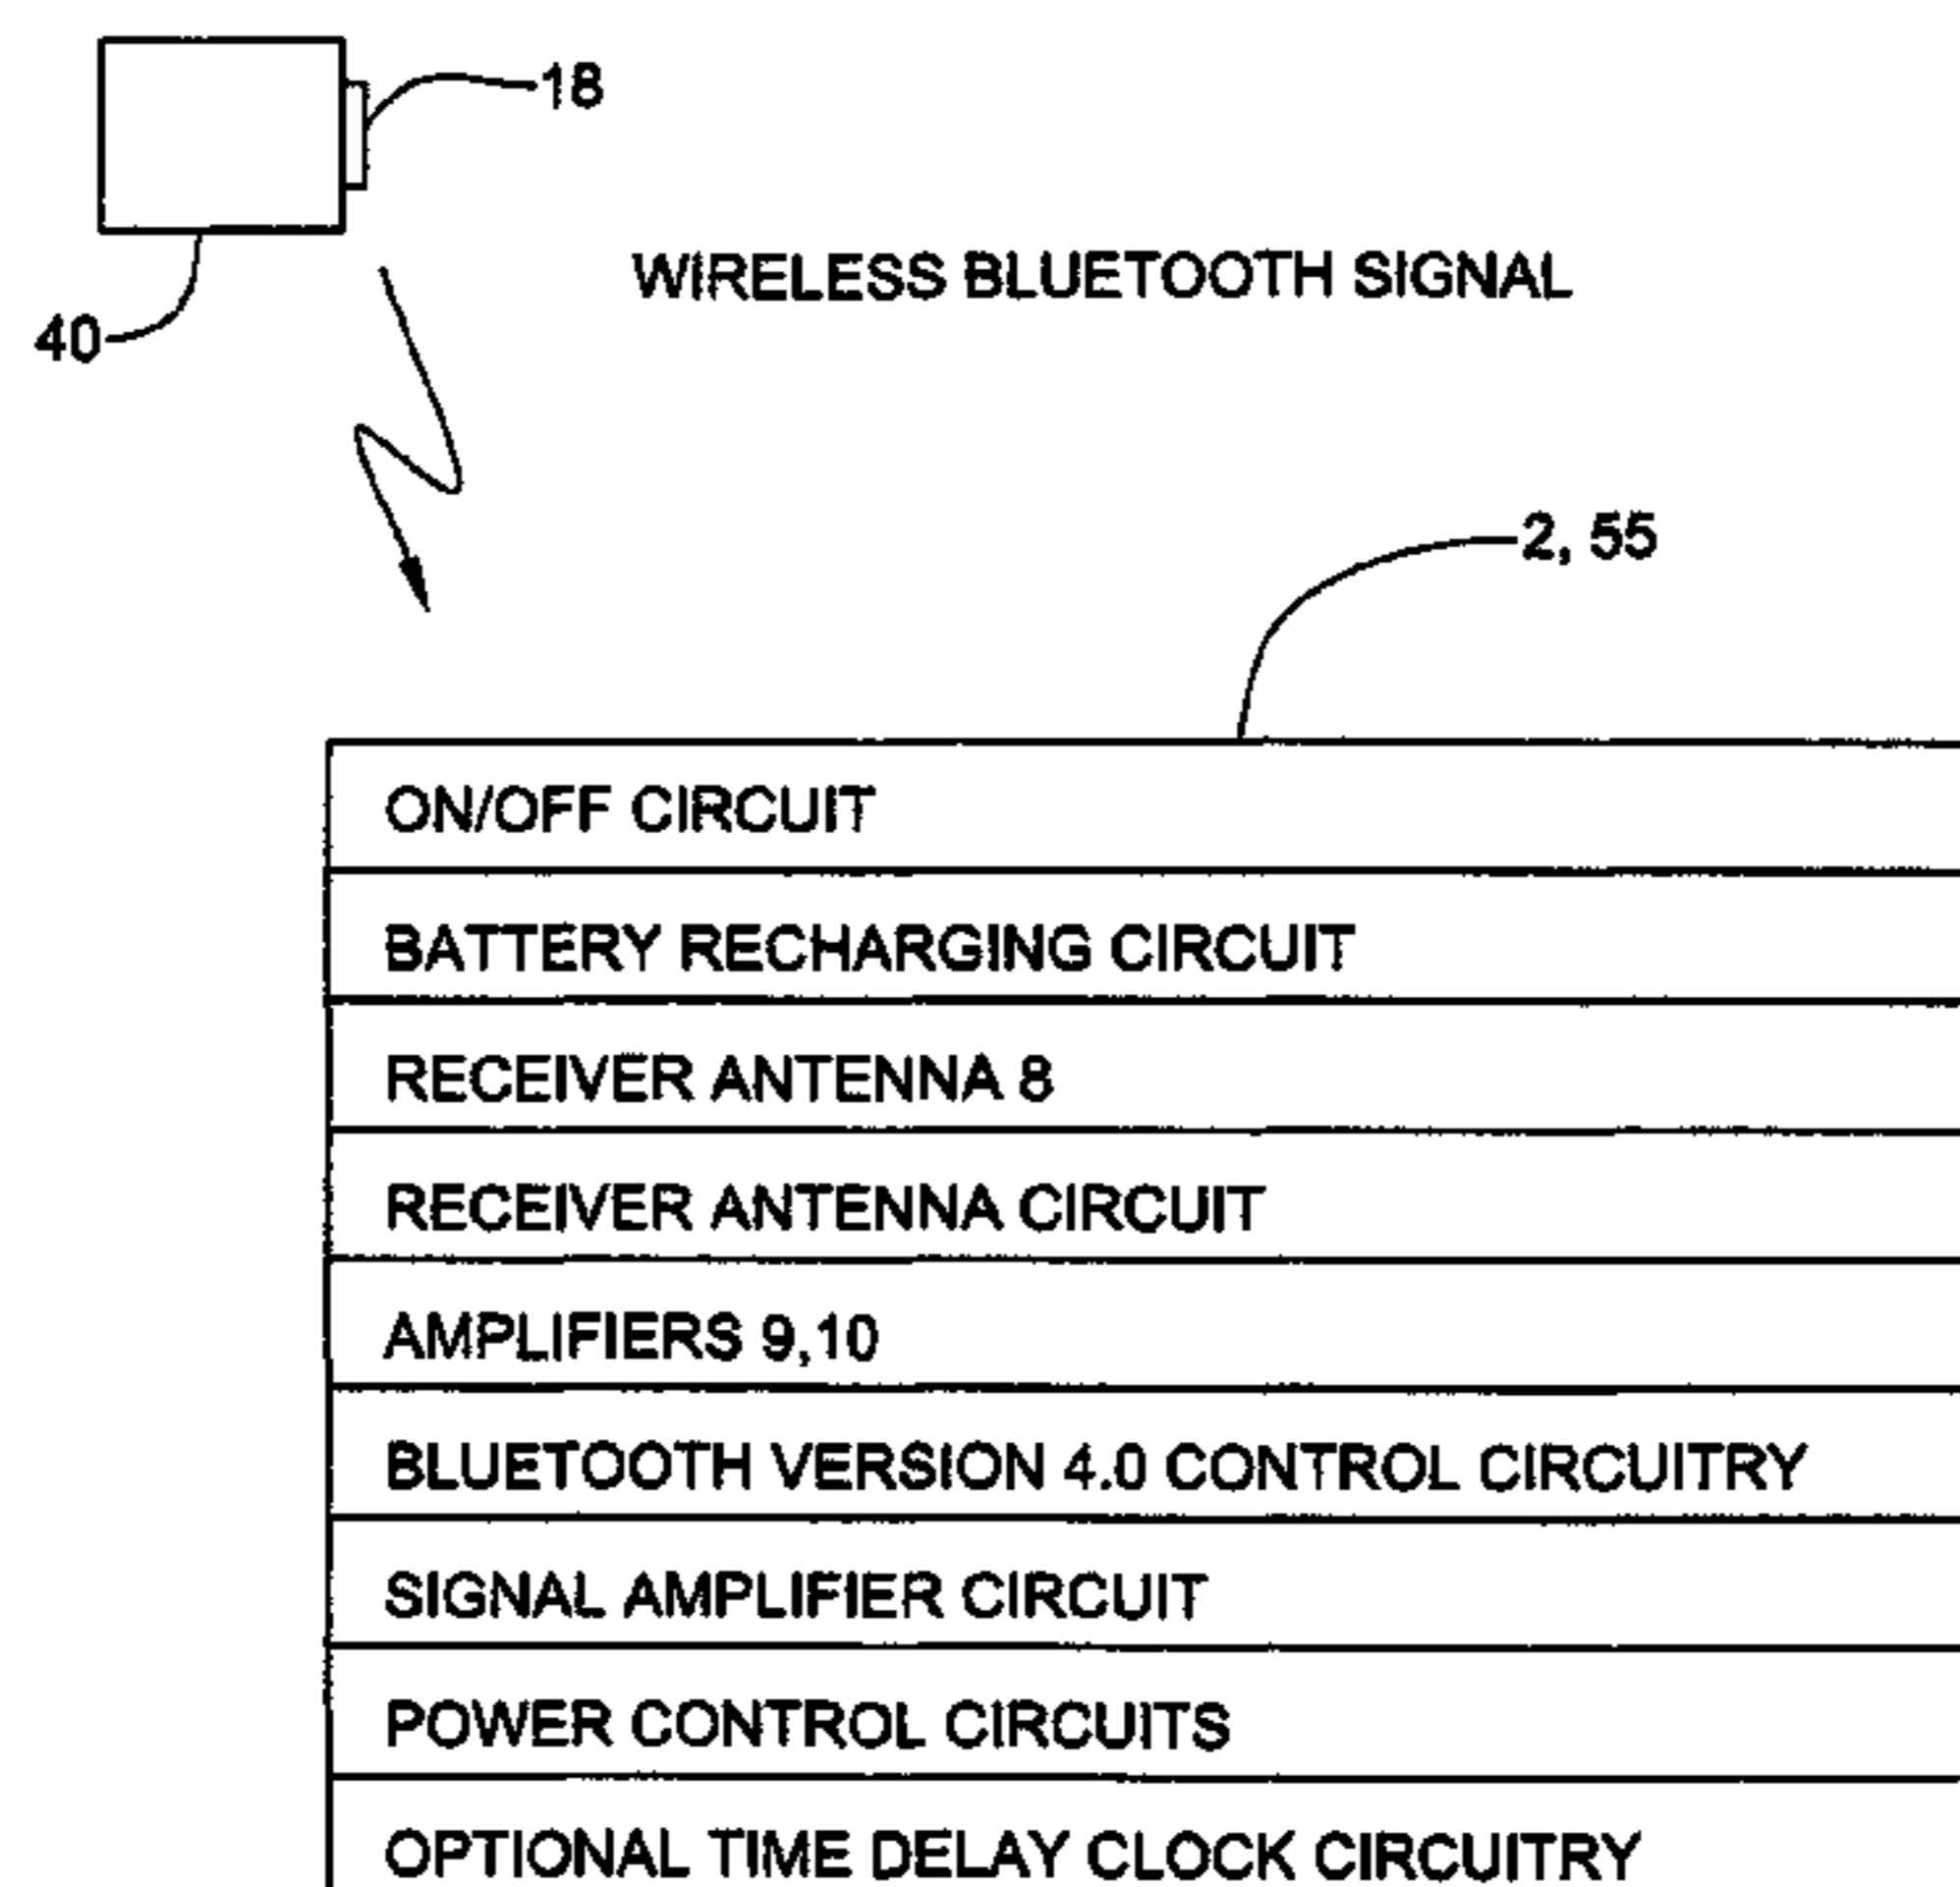 18
WIRELESS BLUETOOTH SIGNAL
40
2, 55
ON/OFF CIRCUIT
BATTERY RECHARGING CIRCUIT
RECEIVER ANTENNA 8
RECEIVER ANTENNA CIRCUIT
AMPLIFIERS 9,10
BLUETOOTH VERSION 4.0 CONTROL CIRCUITRY
SIGNAL AMPLIFIER CIRCUIT
POWER CONTROL CIRCUITS
OPTIONAL TIME DELAY CLOCK CIRCUITRY